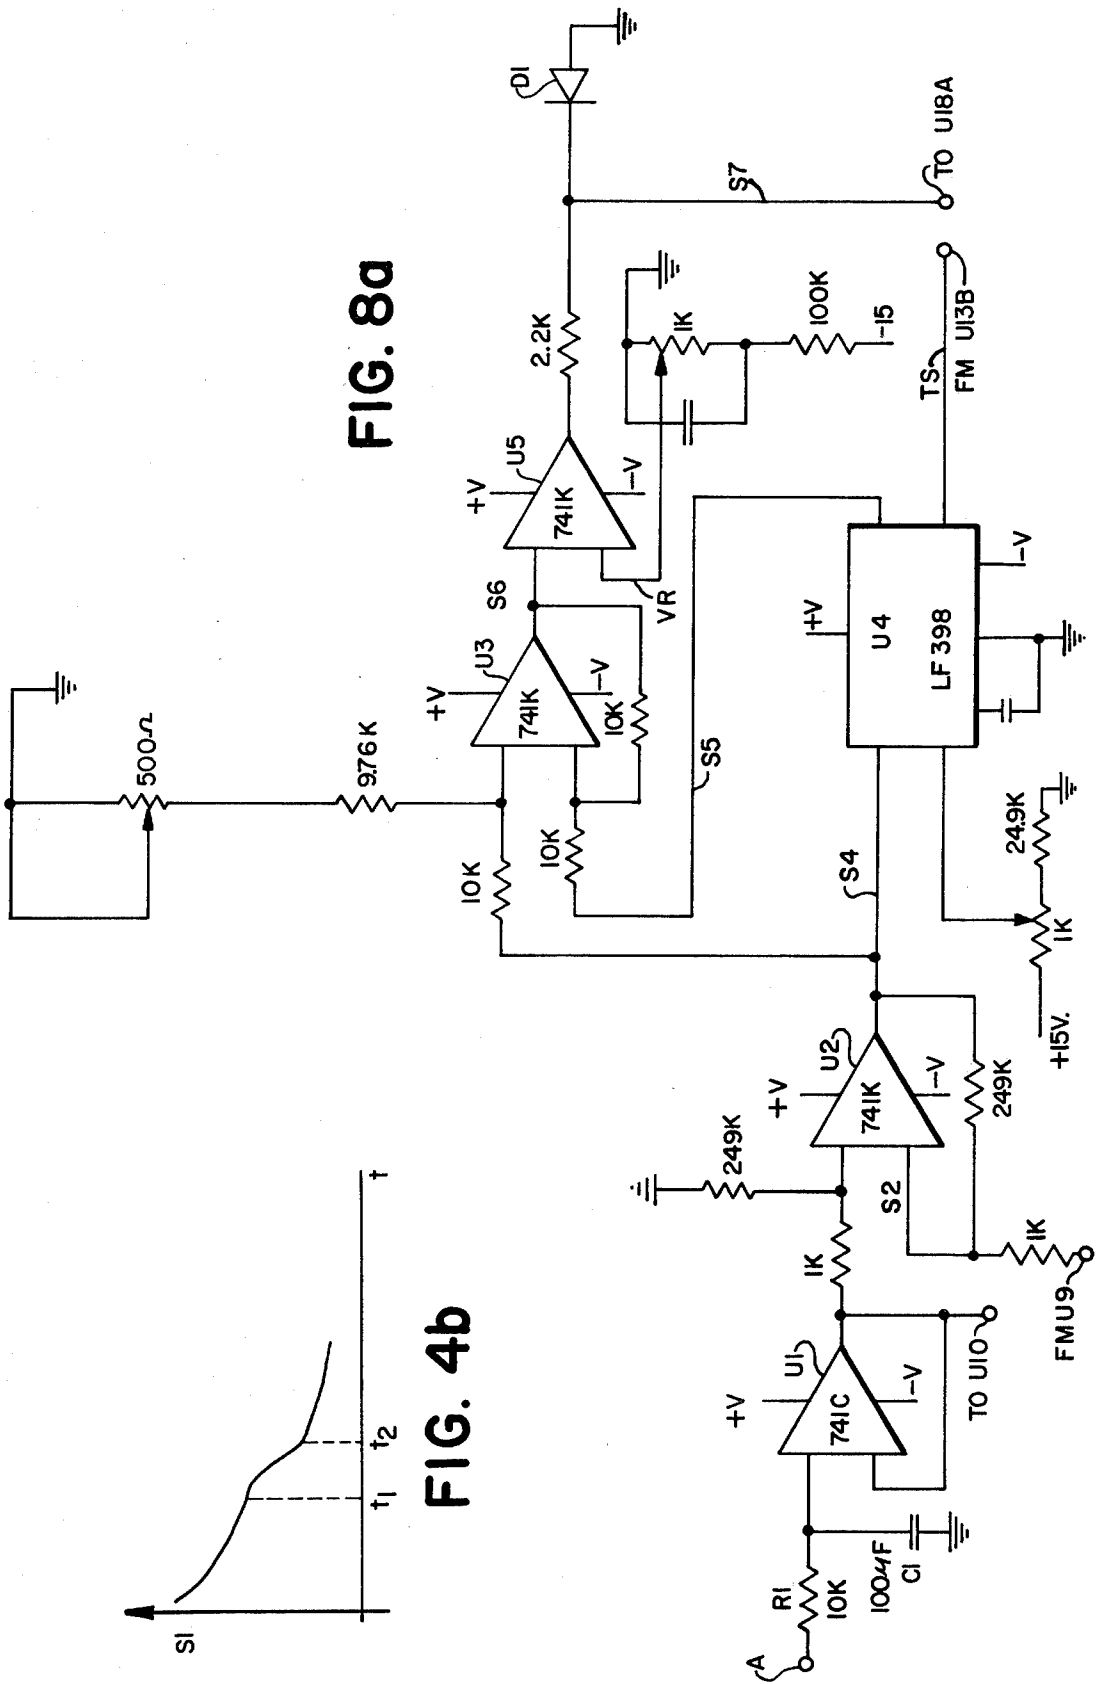 FIG. 8a
500Ω
9.76K
10K
10K
+V
U3
741K
-V
10K
S6
+V
U5
741K
-V
VR
2.2K
D1
1K
100K
-15
S7
TO U18A
S5
S4
+V
U4
LF398
-V
TS
FM U13B
24.9K
1K
+15V.
249K
+V
U2
741K
-V
S2
249K
1K
1K
FMU9
+V
U1
741C
-V
TO U10
A
R1
10K
100μF
C1
S1
t1
t2
t
FIG. 4b